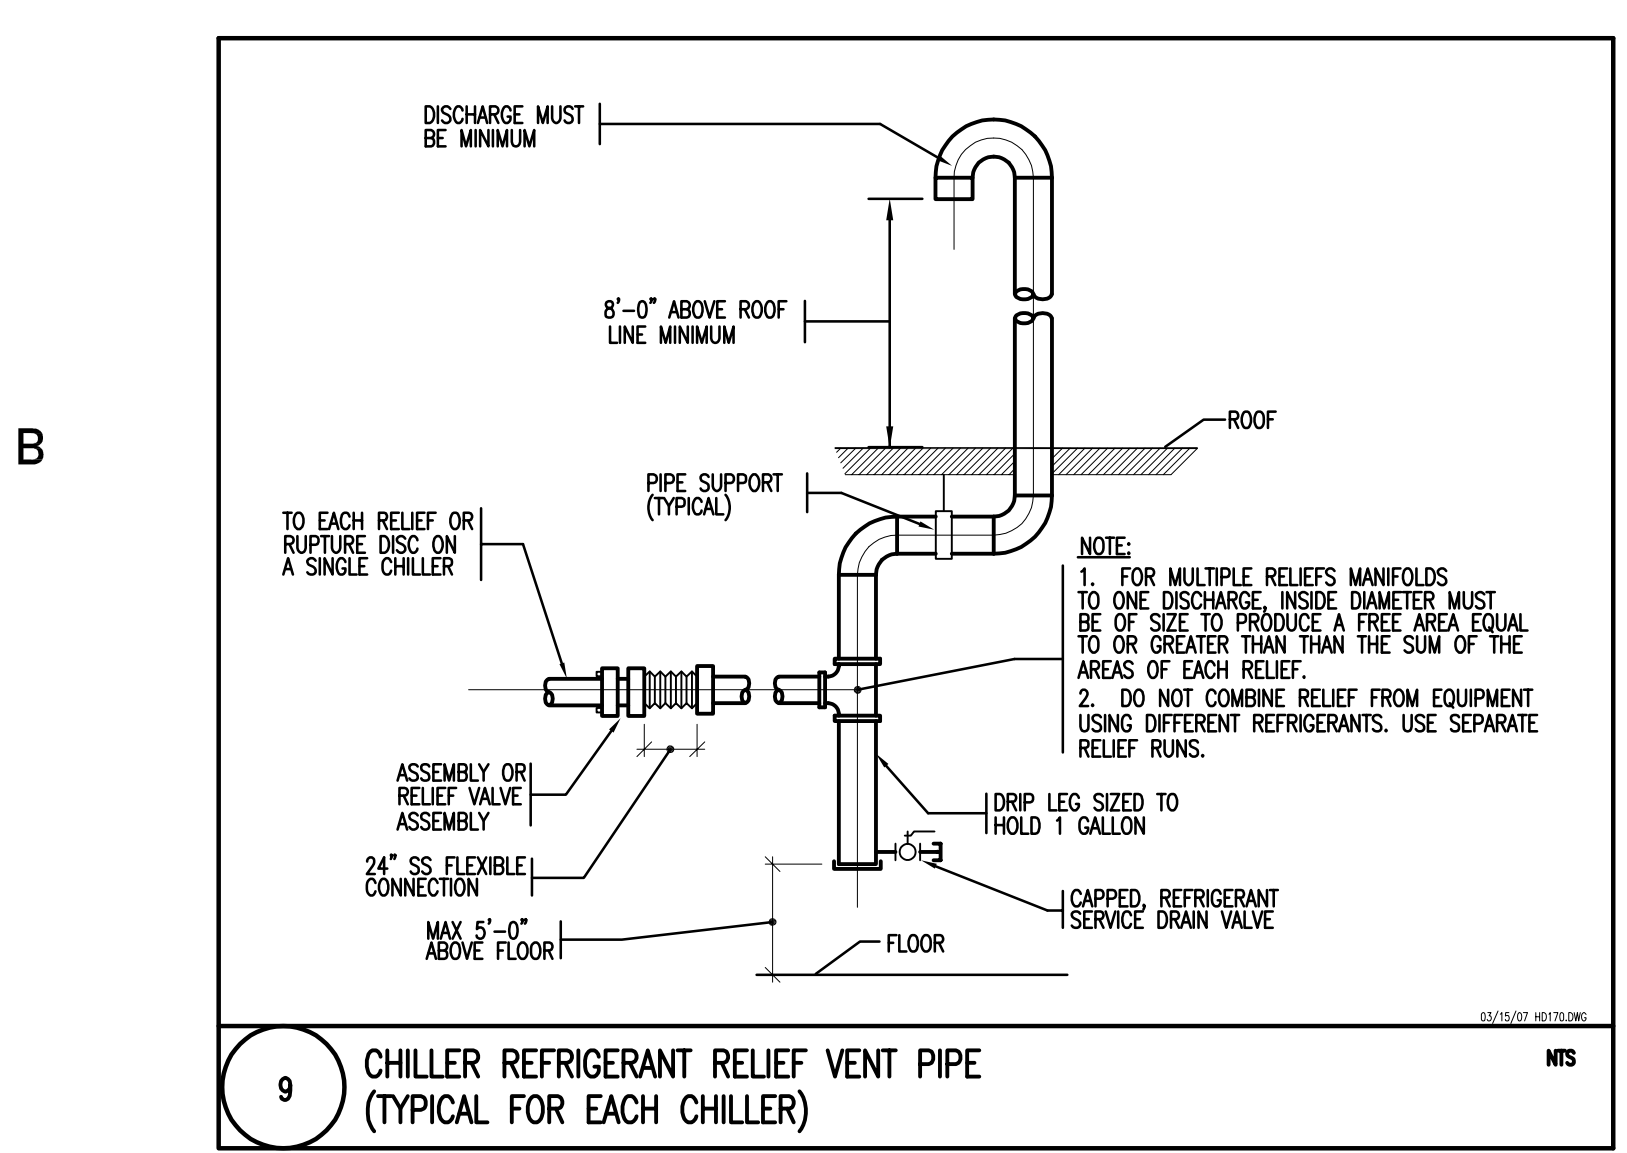 DISCHARGE MUST
BE MINIMUM
8'-0" ABOVE ROOF
LINE MINIMUM
ROOF
B
PIPE SUPPORT
(TYPICAL)
TO EACH RELIEF OR
RUPTURE DISC ON
A SINGLE CHILLER
NOTE:
1. FOR MULTIPLE RELIEFS MANIFOLDS
TO ONE DISCHARGE, INSIDE DIAMETER MUST
BE OF SIZE TO PRODUCE A FREE AREA EQUAL
TO OR GREATER THAN THAN THE SUM OF THE
AREAS OF EACH RELIEF.
2. DO NOT COMBINE RELIEF FROM EQUIPMENT
USING DIFFERENT REFRIGERANTS. USE SEPARATE
RELIEF RUNS.
ASSEMBLY OR
RELIEF VALVE
ASSEMBLY
DRIP LEG SIZED TO
HOLD 1 GALLON
24" SS FLEXIBLE
CONNECTION
CAPPED, REFRIGERANT
SERVICE DRAIN VALVE
MAX 5'-0"
ABOVE FLOOR
FLOOR
03/15/07 HD170.DWG
9
CHILLER REFRIGERANT RELIEF VENT PIPE
(TYPICAL FOR EACH CHILLER)
NTS